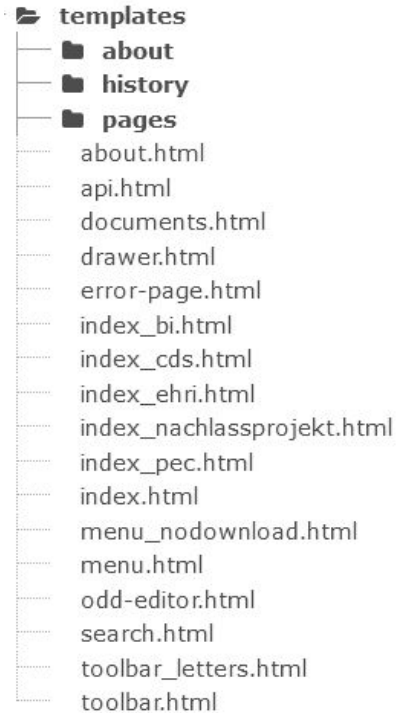 templates
about
history
pages
about.html
api.html
documents.html
drawer.html
error-page.html
index_bi.html
index_cds.html
index_ehri.html
index_nachlassprojekt.html
index_pec.html
index.html
menu_nodownload.html
menu.html
odd-editor.html
search.html
toolbar_letters.html
toolbar.html